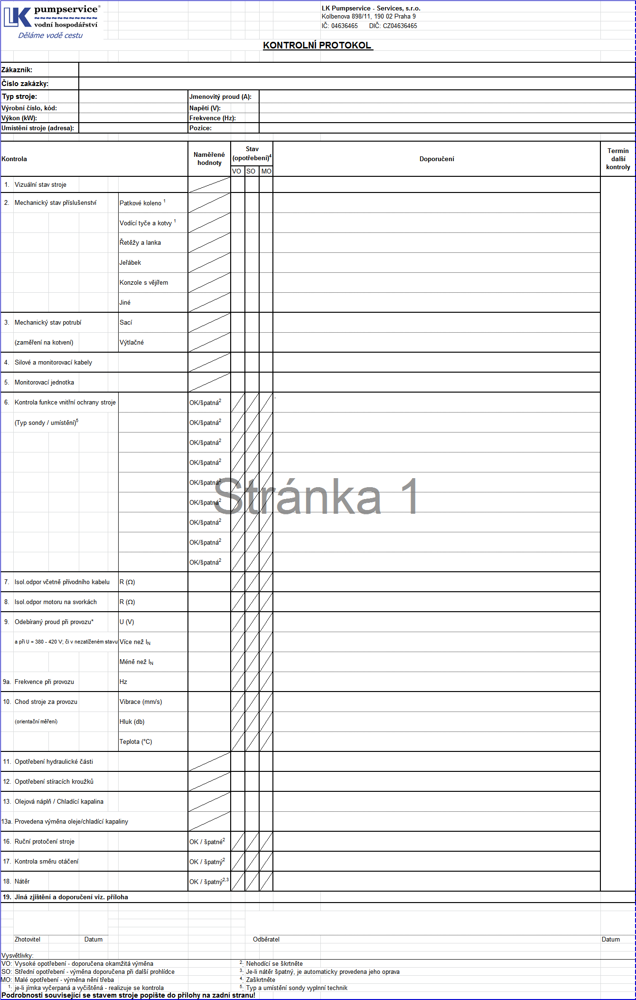 LK pumpservice®
vodní hospodářství
Děláme vodě cestu
LK Pumpservice - Services, s.r.o.
Kolbenova 898/11, 190 02 Praha 9
IČ: 04636465 DIČ: CZ04636465
KONTROLNÍ PROTOKOL
Zákazník:
Číslo zakázky:
Typ stroje: Jmenovitý proud (A):
Výrobní číslo, kód: Napětí (V):
Výkon (kW): Frekvence (Hz):
Umístění stroje (adresa): Pozice:
Kontrola Naměřené hodnoty Stav (opotřebení)⁴ Doporučení Termín další kontroly
VO SO MO
1. Vizuální stav stroje
2. Mechanický stav příslušenství Patkové koleno ¹
Vodící tyče a kotvy ¹
Řetěžy a lanka
Jeřábek
Konzole s vějířem
Jiné
3. Mechanický stav potrubí Sací
(zaměření na kotvení) Výtlačné
4. Silové a monitorovací kabely
5. Monitorovací jednotka
6. Kontrola funkce vnitřní ochrany stroje OK/špatná² ,
(Typ sondy / umístění)⁵ OK/špatná²
OK/špatná²
OK/špatná²
OK/špatná²
Stránka 1
OK/špatná²
OK/špatná²
OK/špatná²
OK/špatná²
7. Isol.odpor včetně přívodního kabelu R (Ω)
8. Isol.odpor motoru na svorkách R (Ω)
9. Odebíraný proud při provozu* U (V)
a při U = 380 - 420 V; či v nezatíženém stavu Více než I_N
Méně než I_N
9a. Frekvence při provozu Hz
10. Chod stroje za provozu Vibrace (mm/s)
(orientační měření) Hluk (db)
Teplota (°C)
11. Opotřebení hydraulické části
12. Opotřebení stíracích kroužků
13. Olejová náplň / Chladící kapalina
13a. Provedena výměna oleje/chladící kapaliny
16. Ruční protočení stroje OK / špatné²
17. Kontrola směru otáčení OK / špatný²
18. Nátěr OK / špatný²,³
19. Jiná zjištění a doporučení viz. příloha
Zhotovitel Datum Odběratel Datum
Vysvětlivky:
VO: Vysoké opotřebení - doporučena okamžitá výměna ²: Nehodící se škrtněte
SO: Střední opotřebení - výměna doporučena při další prohlídce ³: Je-li nátěr špatný, je automaticky provedena jeho oprava
MO: Malé opotřebení - výměna nění třeba ⁴: Zaškrtněte
¹: je-li jímka vyčerpaná a vyčištěná - realizuje se kontrola ⁵: Typ a umístění sondy vyplnní technik
Podrobnosti související se stavem stroje popište do přílohy na zadní stranu!